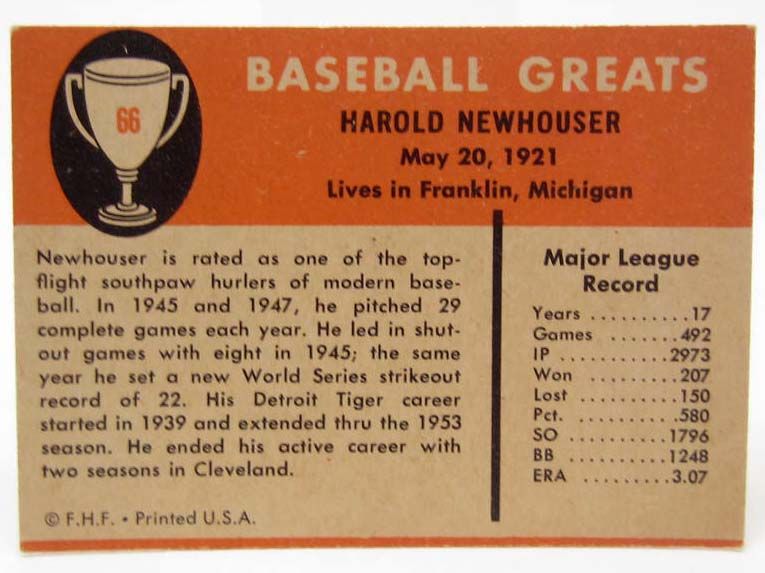 66
BASEBALL GREATS
HAROLD NEWHOUSER
May 20, 1921
Lives in Franklin, Michigan
Newhouser is rated as one of the top-
flight southpaw hurlers of modern base-
ball. In 1945 and 1947, he pitched 29
complete games each year. He led in shut-
out games with eight in 1945; the same
year he set a new World Series strikeout
record of 22. His Detroit Tiger career
started in 1939 and extended thru the 1953
season. He ended his active career with
two seasons in Cleveland.
© F.H.F. • Printed U.S.A.
Major League
Record
Years ..........17
Games ........492
IP ............2973
Won .........207
Lost ..........150
Pct. ..........580
SO ..........1796
BB ..........1248
ERA .........3.07